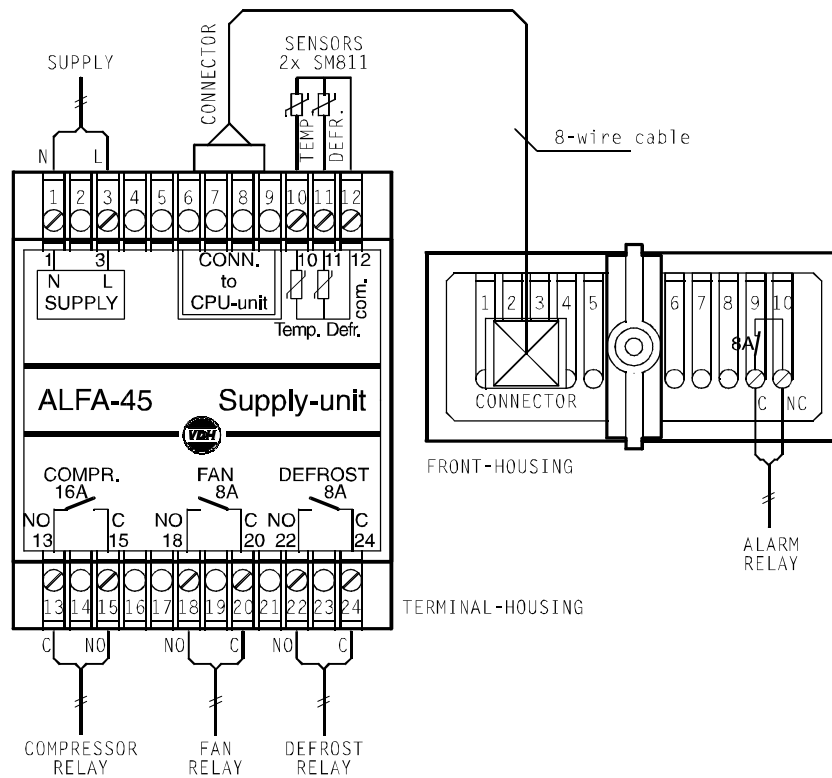 SENSORS
2x SM811
SUPPLY
CONNECTOR
TEMP.
DEFR.
8-wire cable
N L
1 2 3 4 5 6 7 8 9 10 11 12
1 3
N L
SUPPLY
CONN.
to
CPU-unit
10 11 12
com.
Temp. Defr.
ALFA-45 Supply-unit
VDH
COMPR.
16A
FAN
8A
DEFROST
8A
NO C NO C NO C
13 15 18 20 22 24
13 14 15 16 17 18 19 20 21 22 23 24
TERMINAL-HOUSING
C NO NO C NO C
COMPRESSOR
RELAY
FAN
RELAY
DEFROST
RELAY
1 2 3 4 5 6 7 8 9 10
8A
CONNECTOR
C NC
FRONT-HOUSING
ALARM
RELAY